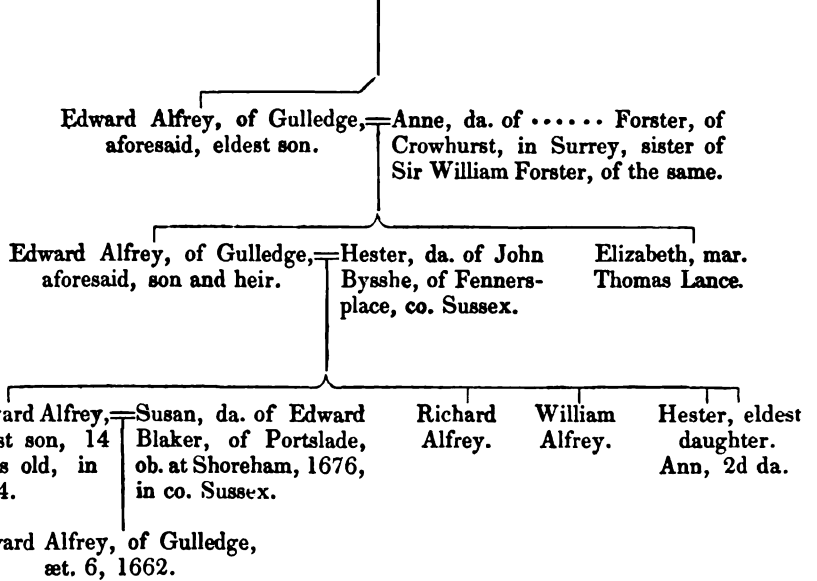 Edward Alfrey, of Gulledge,
aforesaid, eldest son.
Anne, da. of ...... Forster, of
Crowhurst, in Surrey, sister of
Sir William Forster, of the same.
Edward Alfrey, of Gulledge,
aforesaid, son and heir.
Hester, da. of John
Bysshe, of Fenners-
place, co. Sussex.
Elizabeth, mar.
Thomas Lance.
ard Alfrey,
st son, 14
s old, in
4.
Susan, da. of Edward
Blaker, of Portslade,
ob. at Shoreham, 1676,
in co. Sussex.
Richard
Alfrey.
William
Alfrey.
Hester, eldest
daughter.
Ann, 2d da.
ard Alfrey, of Gulledge,
æt. 6, 1662.